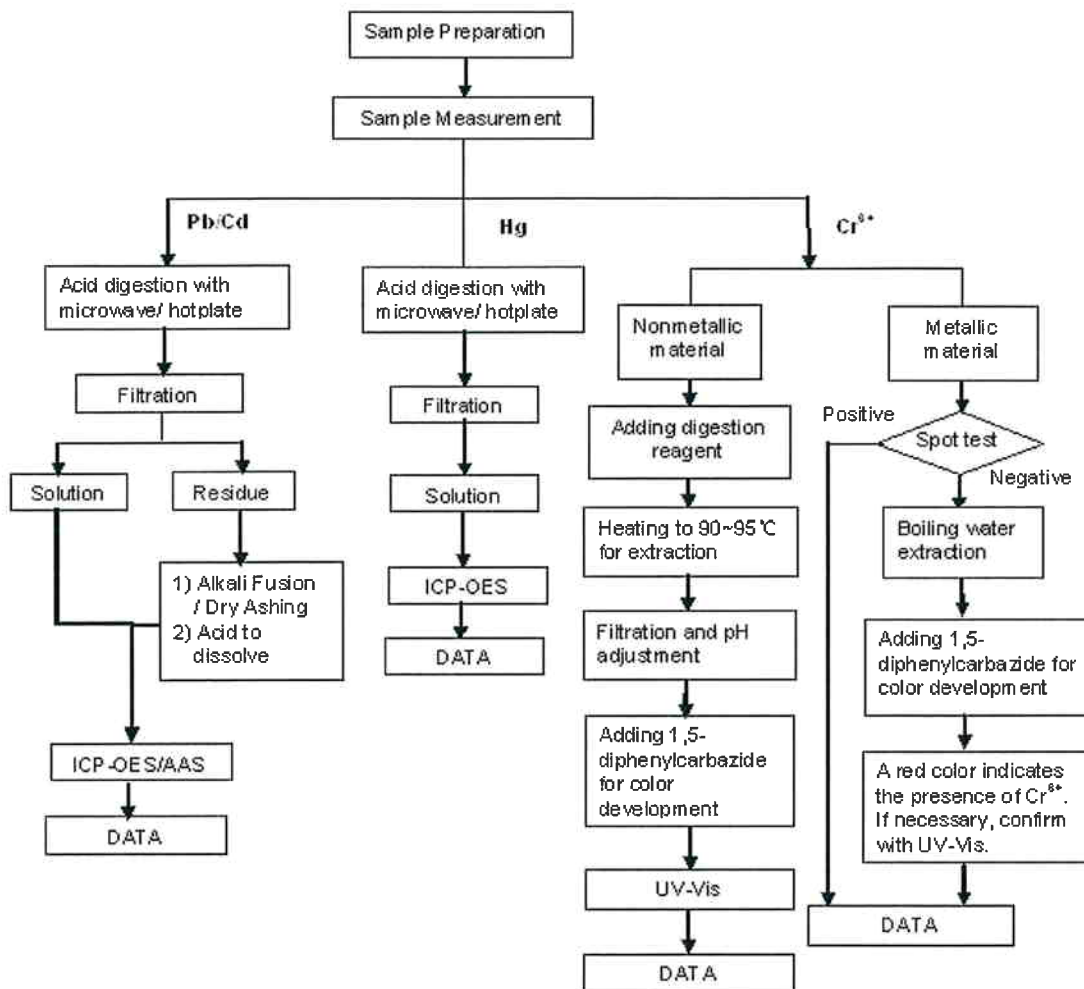 Sample Preparation
Sample Measurement
Pb/Cd
Hg
Cr⁶⁺
Acid digestion with
microwave/ hotplate
Filtration
Solution
Residue
1) Alkali Fusion
/ Dry Ashing
2) Acid to
dissolve
ICP-OES/AAS
DATA
Acid digestion with
microwave/ hotplate
Filtration
Solution
ICP-OES
DATA
Nonmetallic
material
Adding digestion
reagent
Heating to 90~95℃
for extraction
Filtration and pH
adjustment
Adding 1,5-
diphenylcarbazide
for color
development
UV-Vis
DATA
Metallic
material
Spot test
Positive
Negative
Boiling water
extraction
Adding 1,5-
diphenylcarbazide for
color development
A red color indicates
the presence of Cr⁶⁺.
If necessary, confirm
with UV-Vis.
DATA